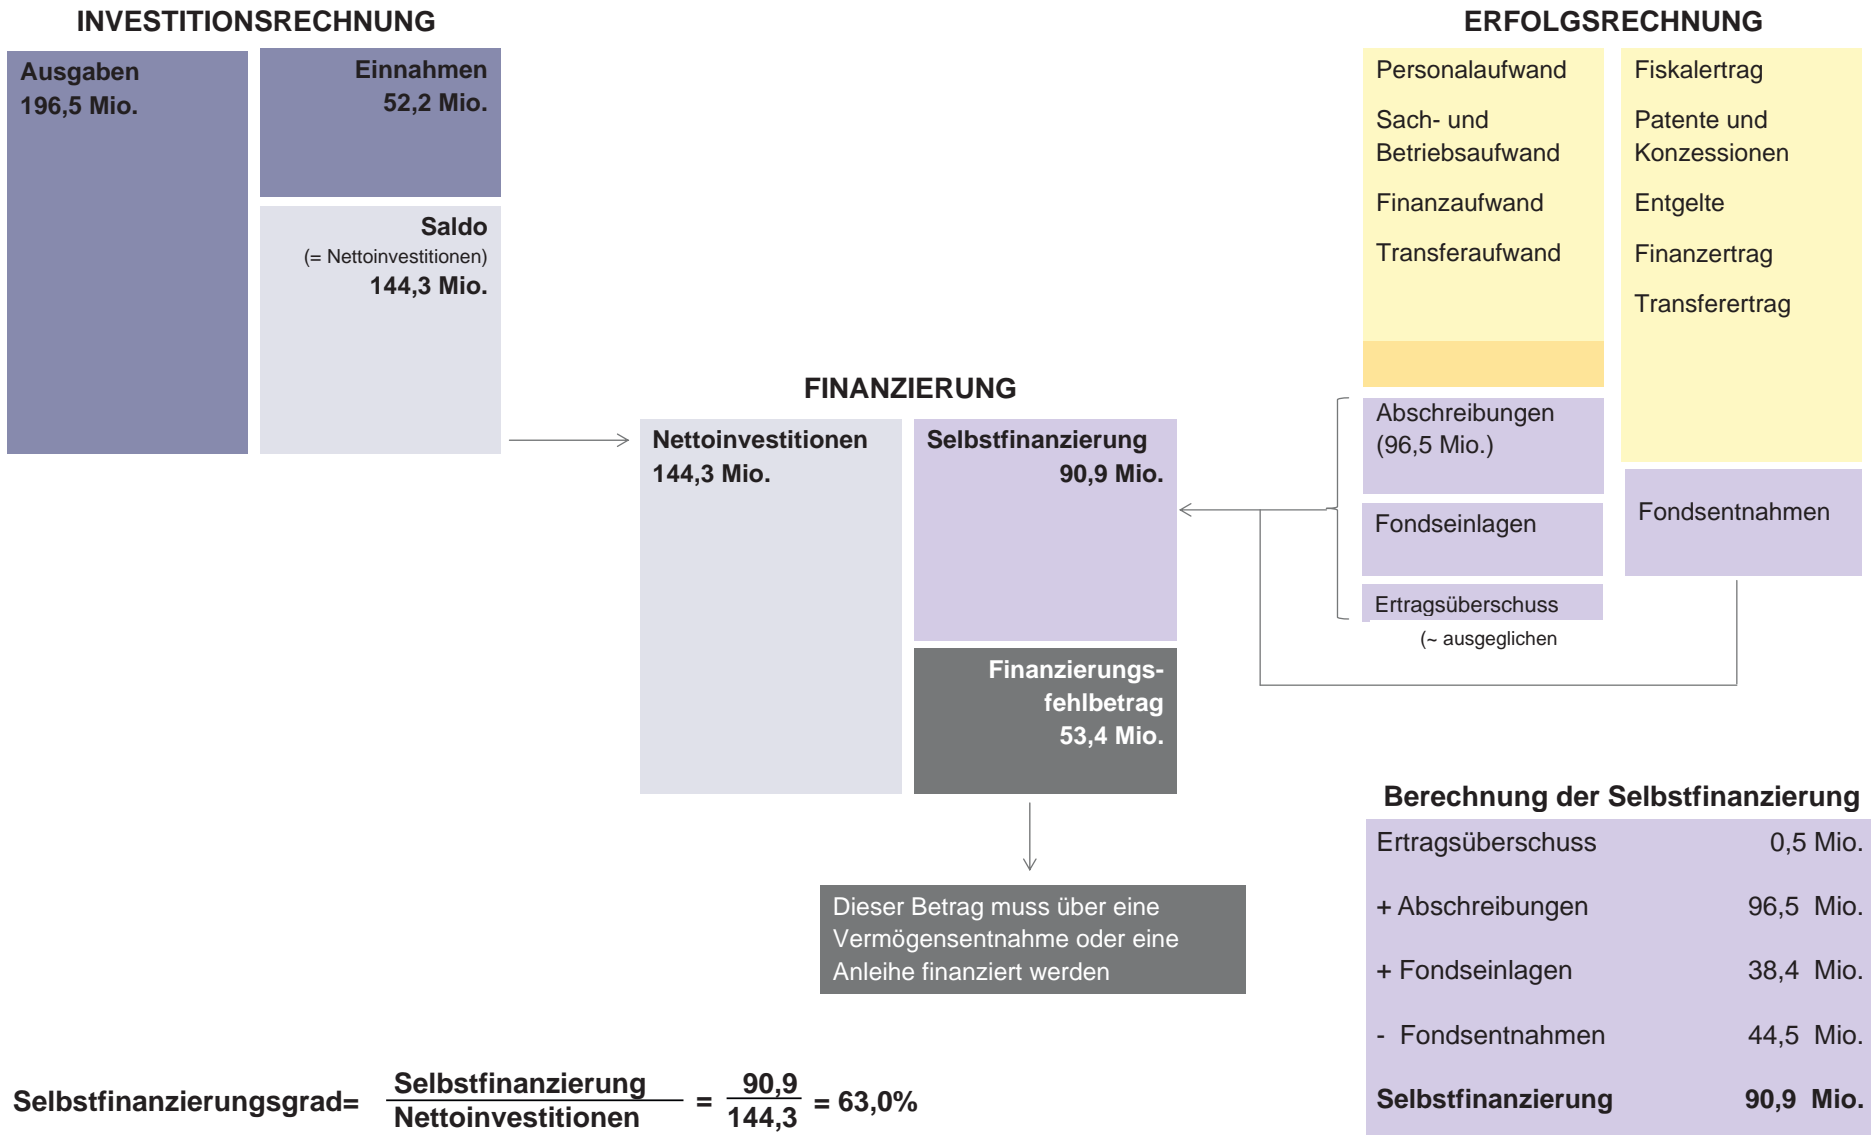 INVESTITIONSRECHNUNG
Ausgaben
196,5 Mio.
Einnahmen
52,2 Mio.
Saldo
(= Nettoinvestitionen)
144,3 Mio.
ERFOLGSRECHNUNG
Personalaufwand
Sach- und
Betriebsaufwand
Finanzaufwand
Transferaufwand
Abschreibungen
(96,5 Mio.)
Fondseinlagen
Ertragsüberschuss
(~ ausgeglichen
Fiskalertrag
Patente und
Konzessionen
Entgelte
Finanzertrag
Transferertrag
Fondsentnahmen
FINANZIERUNG
Nettoinvestitionen
144,3 Mio.
Selbstfinanzierung
90,9 Mio.
Finanzierungs-
fehlbetrag
53,4 Mio.
Dieser Betrag muss über eine
Vermögensentnahme oder eine
Anleihe finanziert werden
Berechnung der Selbstfinanzierung
Ertragsüberschuss 0,5 Mio.
+ Abschreibungen 96,5 Mio.
+ Fondseinlagen 38,4 Mio.
- Fondsentnahmen 44,5 Mio.
Selbstfinanzierung 90,9 Mio.
Selbstfinanzierungsgrad= Selbstfinanzierung = 90,9 = 63,0%
Nettoinvestitionen 144,3